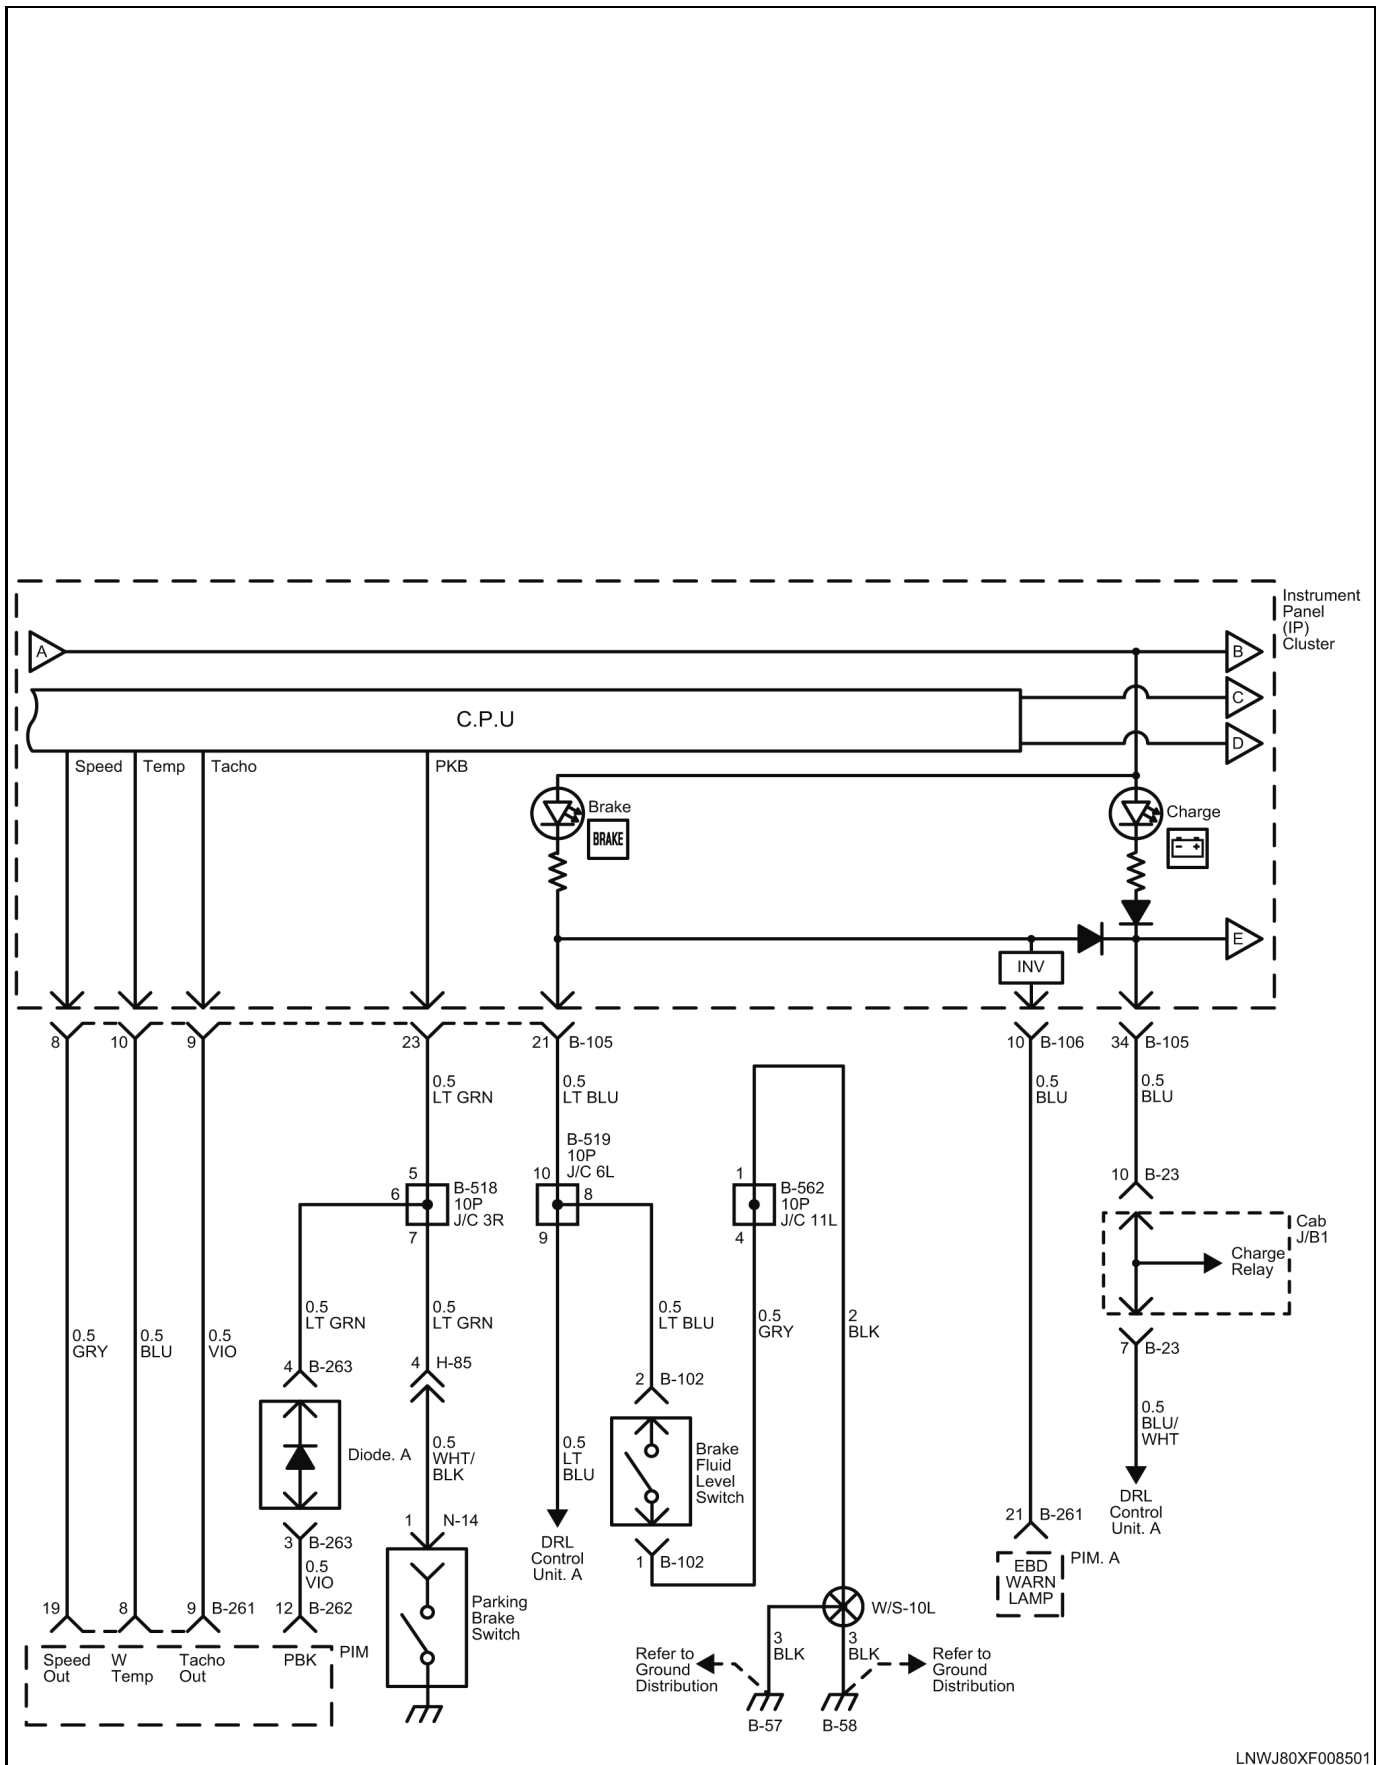 Instrument
Panel
(IP)
Cluster
A
B
C.P.U
C
D
Speed
Temp
Tacho
PKB
Brake
BRAKE
Charge
- +
E
INV
8
10
9
23
21
B-105
10
B-106
34
B-105
0.5
LT GRN
0.5
LT BLU
0.5
BLU
0.5
BLU
B-519
10P
J/C 6L
5
10
1
10
B-23
6
B-518
10P
J/C 3R
8
B-562
10P
J/C 11L
7
9
4
Cab
J/B1
Charge
Relay
0.5
LT GRN
0.5
LT GRN
0.5
LT BLU
0.5
GRY
2
BLK
0.5
GRY
0.5
BLU
0.5
VIO
7
B-23
4
B-263
4
H-85
2
B-102
0.5
BLU/
WHT
Diode. A
0.5
WHT/
BLK
0.5
LT
BLU
Brake
Fluid
Level
Switch
DRL
Control
Unit. A
1
N-14
21
B-261
3
B-263
DRL
Control
Unit. A
1
B-102
PIM. A
EBD
WARN
LAMP
0.5
VIO
19
8
9
B-261
12
B-262
Parking
Brake
Switch
W/S-10L
Speed
Out
W
Temp
Tacho
Out
PBK
PIM
3
BLK
3
BLK
Refer to
Ground
Distribution
Refer to
Ground
Distribution
B-57
B-58
LNWJ80XF008501